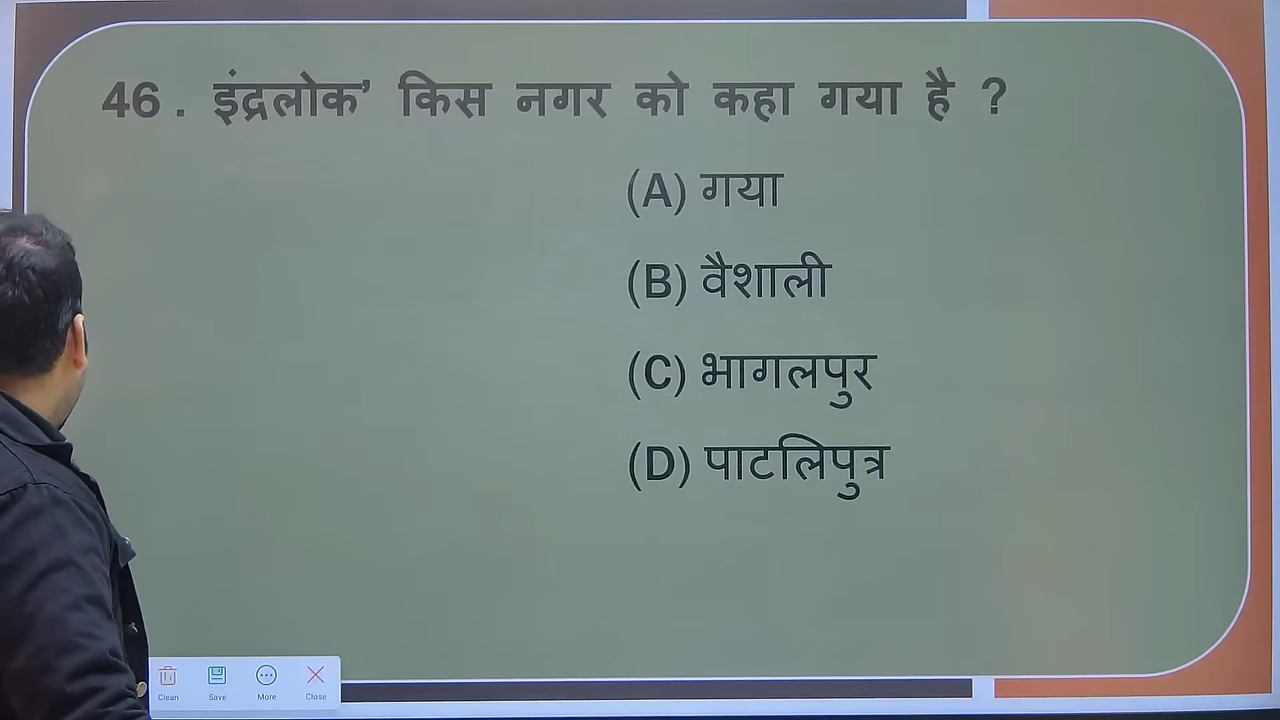 46 . इंद्रलोक’ किस नगर को कहा गया है ?
(A) गया
(B) वैशाली
(C) भागलपुर
(D) पाटलिपुत्र
Clean Save More Close